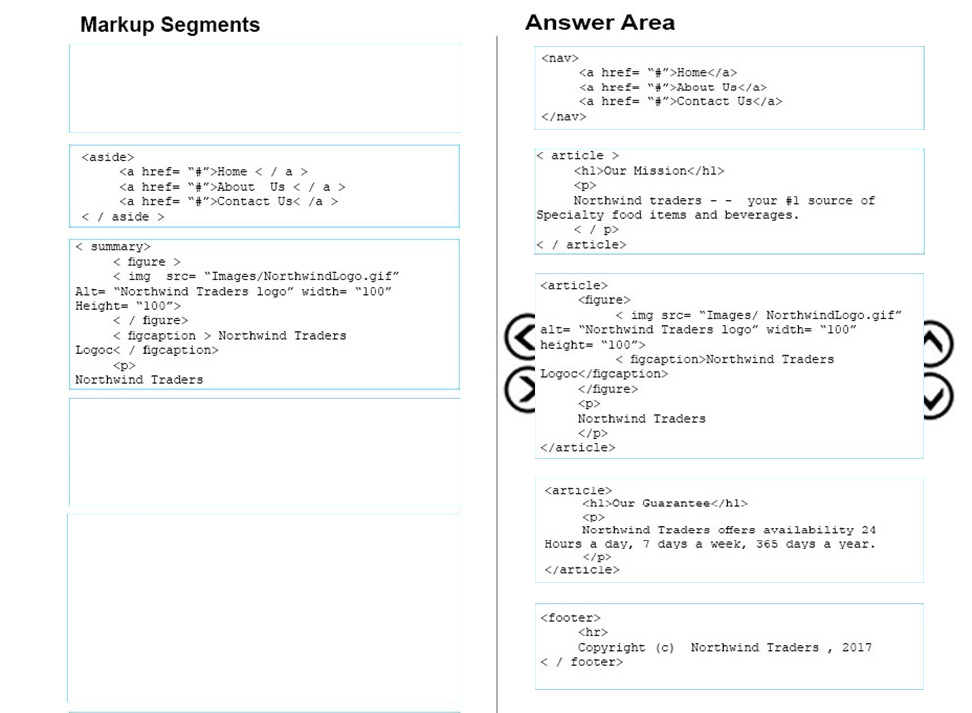 Markup Segments
<aside>
<a href= “#”>Home < / a >
<a href= “#”>About Us < / a >
<a href= “#”>Contact Us< /a >
< / aside >
< summary>
< figure >
< img src= “Images/NorthwindLogo.gif”
Alt= “Northwind Traders logo” width= “100”
Height= “100”>
< / figure>
< figcaption > Northwind Traders
Logoc< / figcaption>
<p>
Northwind Traders
Answer Area
<nav>
<a href= “#”>Home</a>
<a href= “#”>About Us</a>
<a href= “#”>Contact Us</a>
</nav>
< article >
<hl>Our Mission</hl>
<p>
Northwind traders - - your #1 source of
Specialty food items and beverages.
< / p>
< / article>
<article>
<figure>
< img src= “Images/ NorthwindLogo.gif”
alt= “Northwind Traders logo” width= “100”
height= “100”>
< figcaption>Northwind Traders
Logoc</figcaption>
</figure>
<p>
Northwind Traders
</p>
</article>
<article>
<hl>Our Guarantee</hl>
<p>
Northwind Traders offers availability 24
Hours a day, 7 days a week, 365 days a year.
</p>
</article>
<footer>
<hr>
Copyright (c) Northwind Traders , 2017
< / footer>